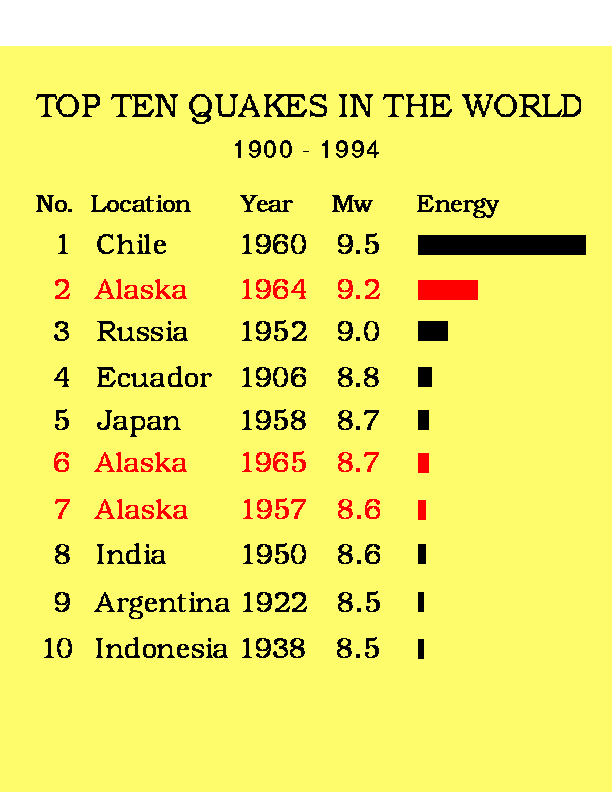 TOP TEN QUAKES IN THE WORLD
1900 - 1994
No. Location Year Mw Energy
1 Chile 1960 9.5
2 Alaska 1964 9.2
3 Russia 1952 9.0
4 Ecuador 1906 8.8
5 Japan 1958 8.7
6 Alaska 1965 8.7
7 Alaska 1957 8.6
8 India 1950 8.6
9 Argentina 1922 8.5
10 Indonesia 1938 8.5